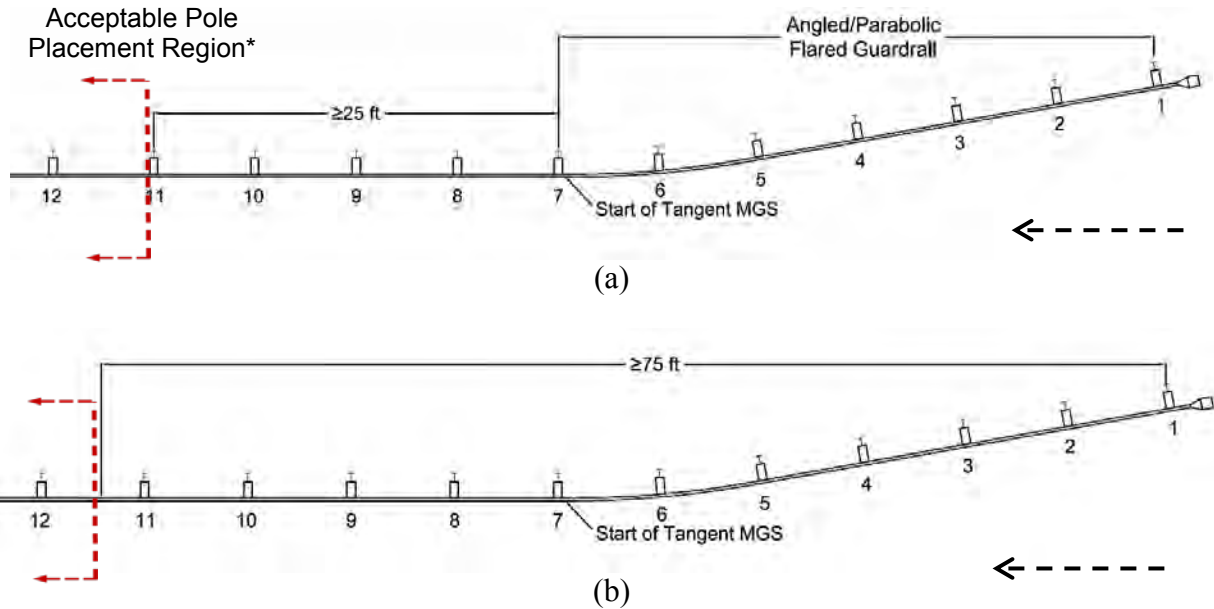 Acceptable Pole
Placement Region*
Angled/Parabolic
Flared Guardrail
≥25 ft
1
2
3
4
5
6
7
8
9
10
11
12
Start of Tangent MGS
(a)
≥75 ft
1
2
3
4
5
6
7
8
9
10
11
12
Start of Tangent MGS
(b)